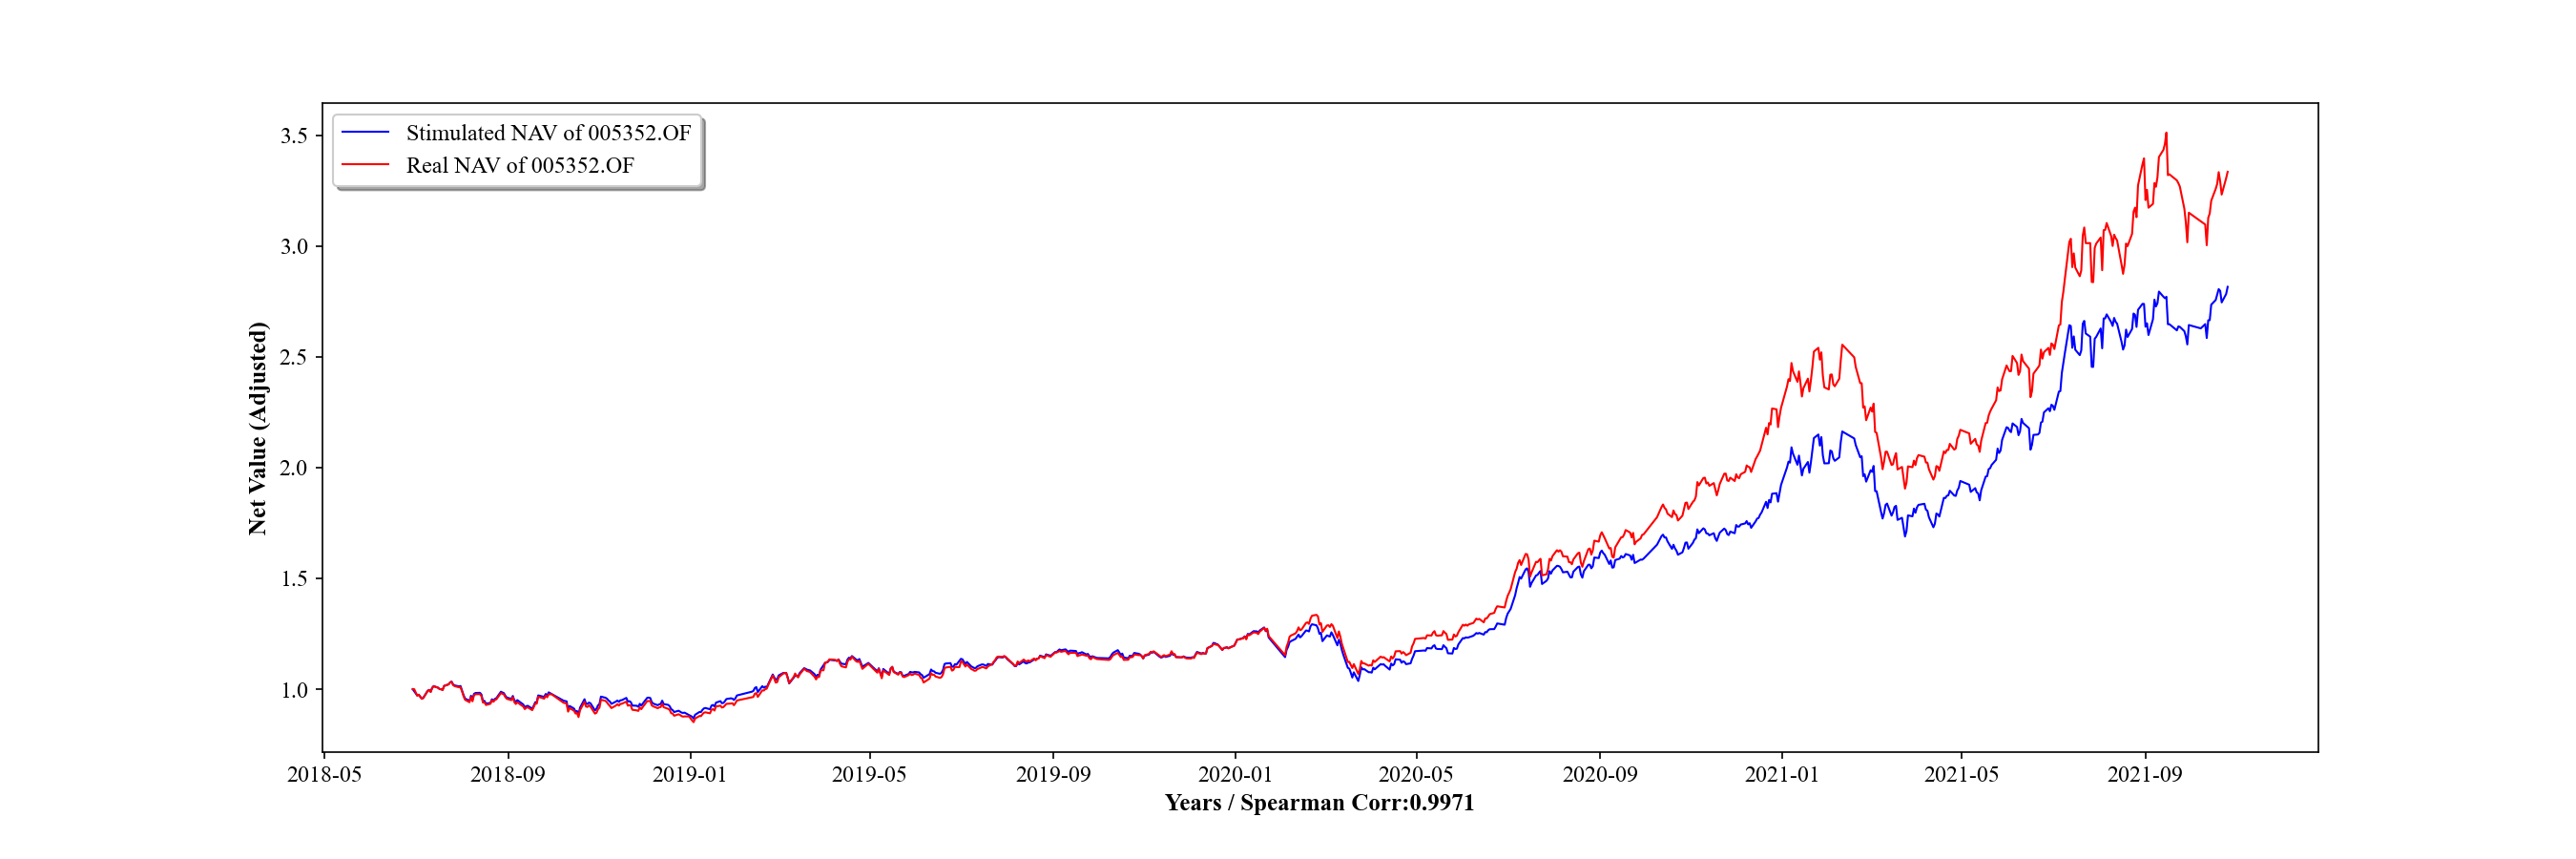 Stimulated NAV of 005352.OF
Real NAV of 005352.OF
Net Value (Adjusted)
3.5
3.0
2.5
2.0
1.5
1.0
2018-05 2018-09 2019-01 2019-05 2019-09 2020-01 2020-05 2020-09 2021-01 2021-05 2021-09
Years / Spearman Corr:0.9971